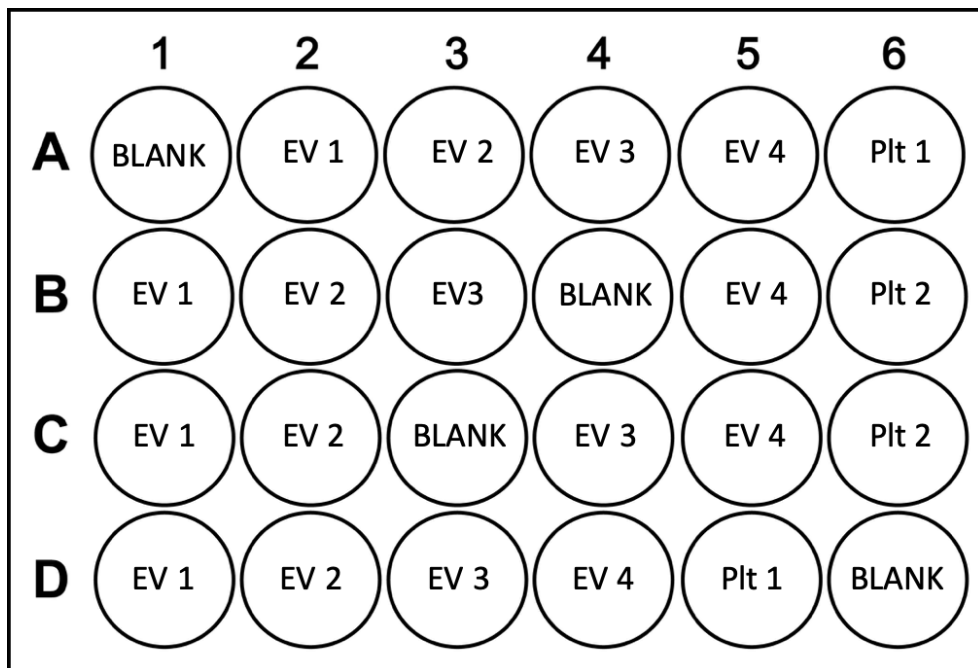 1 2 3 4 5 6
A BLANK EV 1 EV 2 EV 3 EV 4 Plt 1
B EV 1 EV 2 EV3 BLANK EV 4 Plt 2
C EV 1 EV 2 BLANK EV 3 EV 4 Plt 2
D EV 1 EV 2 EV 3 EV 4 Plt 1 BLANK